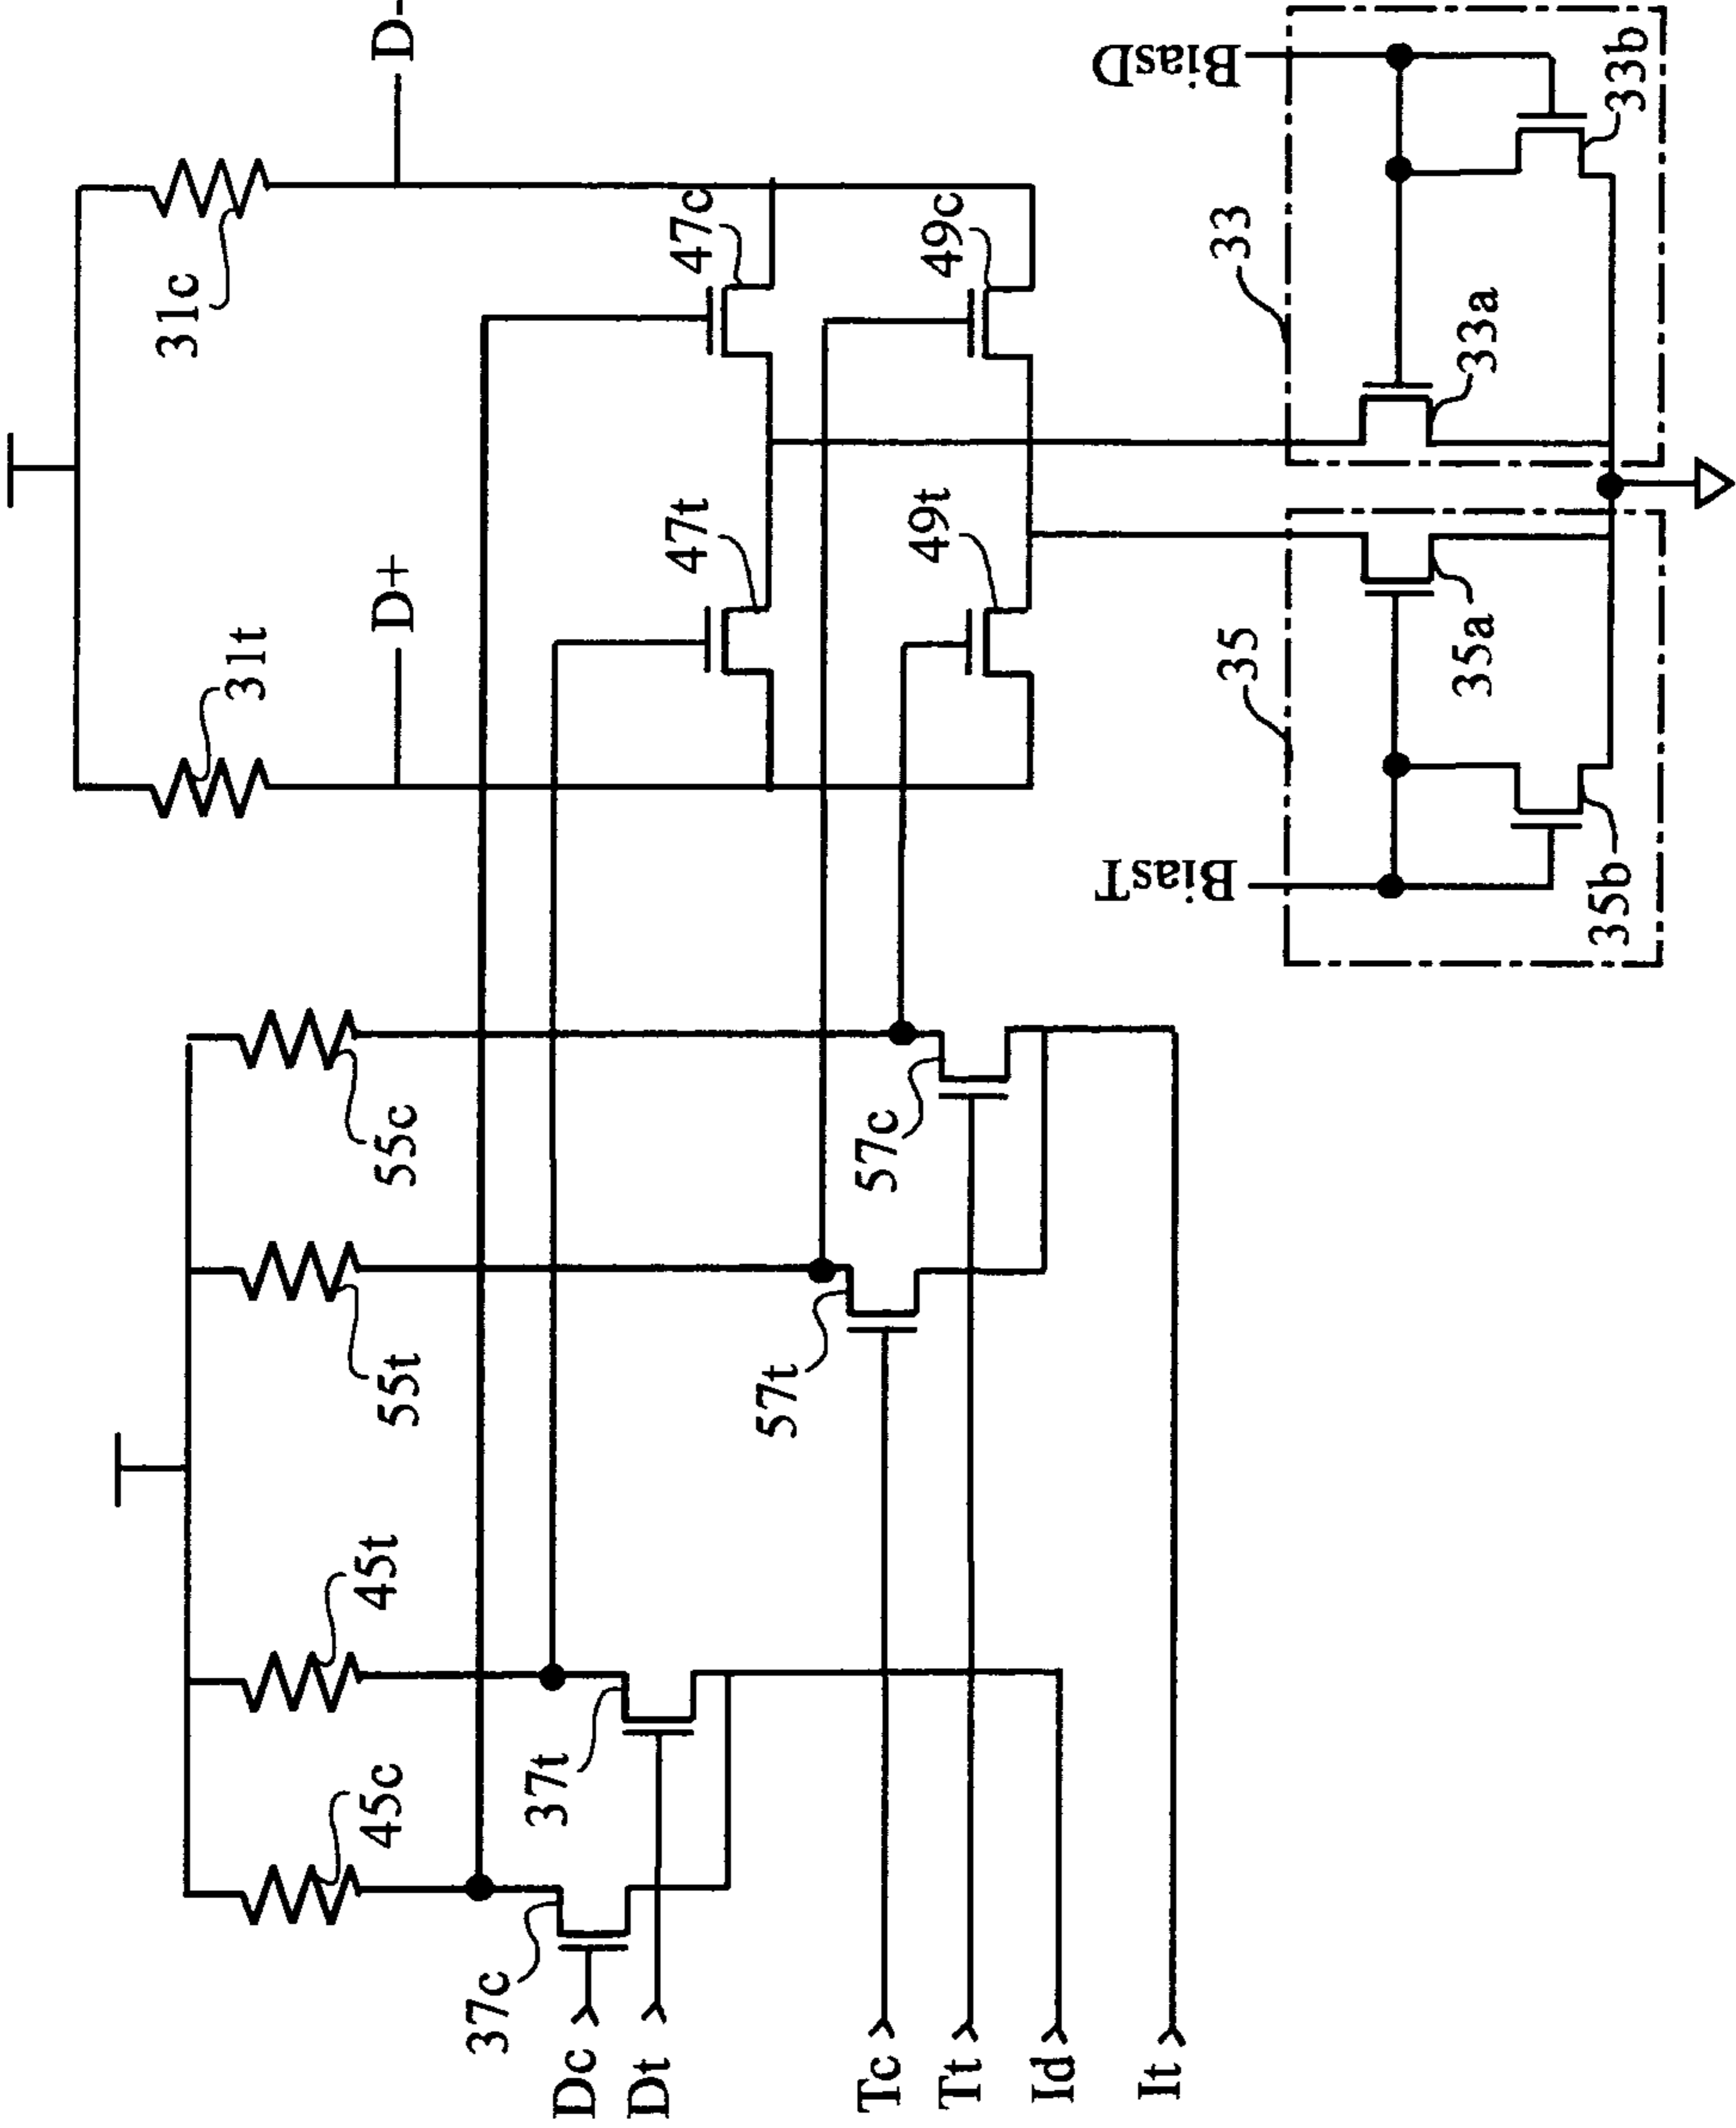 D-
D+
31c
31t
47c
47t
49c
49t
BiasD
33
33a
33b
35
35a
35b
BiasT
55c
55t
57c
57t
45t
45c
37t
37c
Dc
Dt
Tc
Tt
Id
It